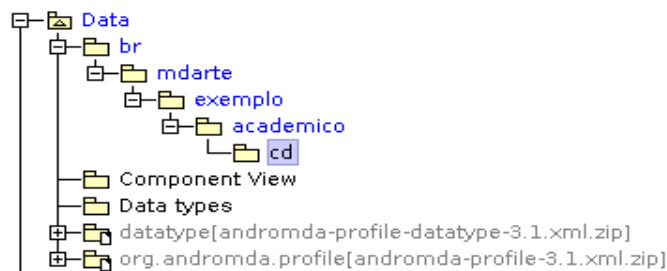 Data
br
mdarte
exemplo
academico
cd
Component View
Data types
datatype[andromda-profile-datatype-3.1.xml.zip]
org.andromda.profile[andromda-profile-3.1.xml.zip]